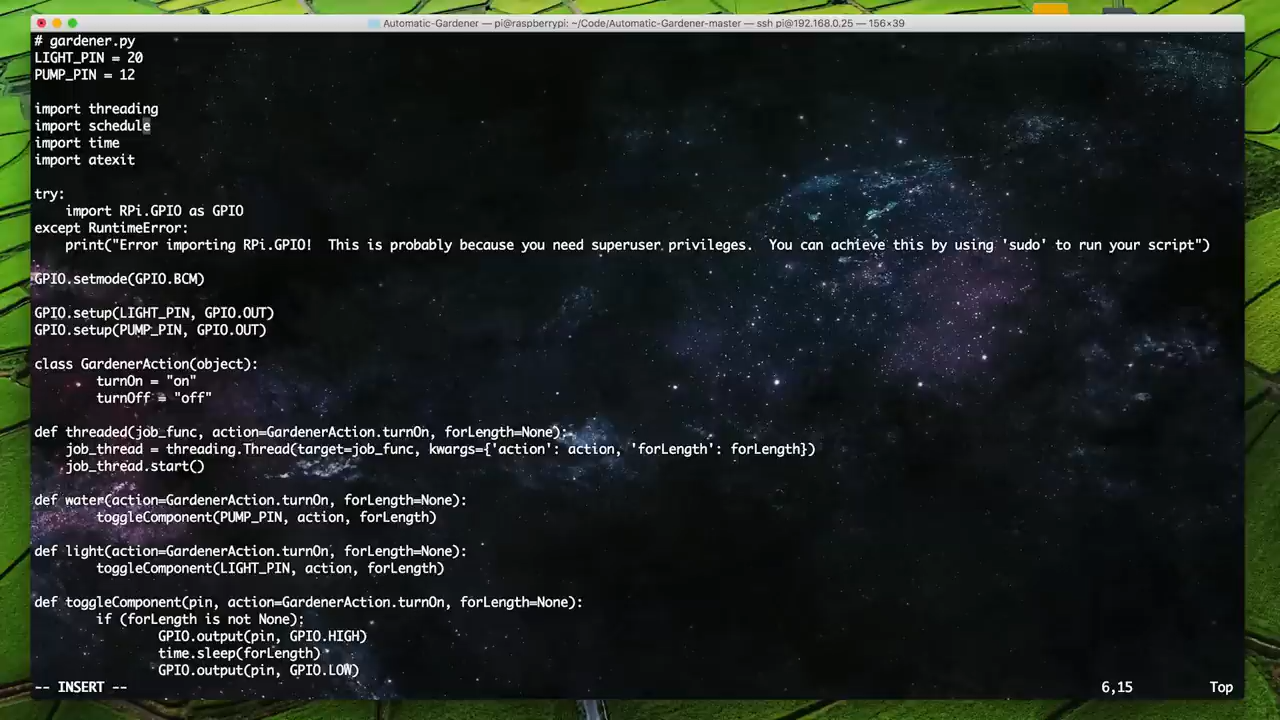 Automatic-Gardener — pi@raspberrypi: ~/Code/Automatic-Gardener-master — ssh pi@192.168.0.25 — 156×39
# gardener.py
LIGHT_PIN = 20
PUMP_PIN = 12
import threading
import schedule
import time
import atexit
try:
    import RPi.GPIO as GPIO
except RuntimeError:
    print("Error importing RPi.GPIO!  This is probably because you need superuser privileges.  You can achieve this by using 'sudo' to run your script")
GPIO.setmode(GPIO.BCM)
GPIO.setup(LIGHT_PIN, GPIO.OUT)
GPIO.setup(PUMP_PIN, GPIO.OUT)
class GardenerAction(object):
        turnOn = "on"
        turnOff = "off"
def threaded(job_func, action=GardenerAction.turnOn, forLength=None):
    job_thread = threading.Thread(target=job_func, kwargs={'action': action, 'forLength': forLength})
    job_thread.start()
def water(action=GardenerAction.turnOn, forLength=None):
        toggleComponent(PUMP_PIN, action, forLength)
def light(action=GardenerAction.turnOn, forLength=None):
        toggleComponent(LIGHT_PIN, action, forLength)
def toggleComponent(pin, action=GardenerAction.turnOn, forLength=None):
        if (forLength is not None):
                GPIO.output(pin, GPIO.HIGH)
                time.sleep(forLength)
                GPIO.output(pin, GPIO.LOW)
-- INSERT -- 6,15 Top